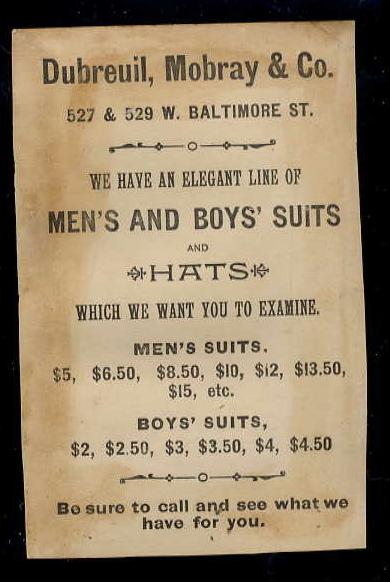 Dubreuil, Mobray & Co.
527 & 529 W. BALTIMORE ST.
WE HAVE AN ELEGANT LINE OF
MEN'S AND BOYS' SUITS
AND
HATS
WHICH WE WANT YOU TO EXAMINE.
MEN'S SUITS,
$5, $6.50, $8.50, $10, $12, $13.50,
$15, etc.
BOYS' SUITS,
$2, $2.50, $3, $3.50, $4, $4.50
Be sure to call and see what we
have for you.